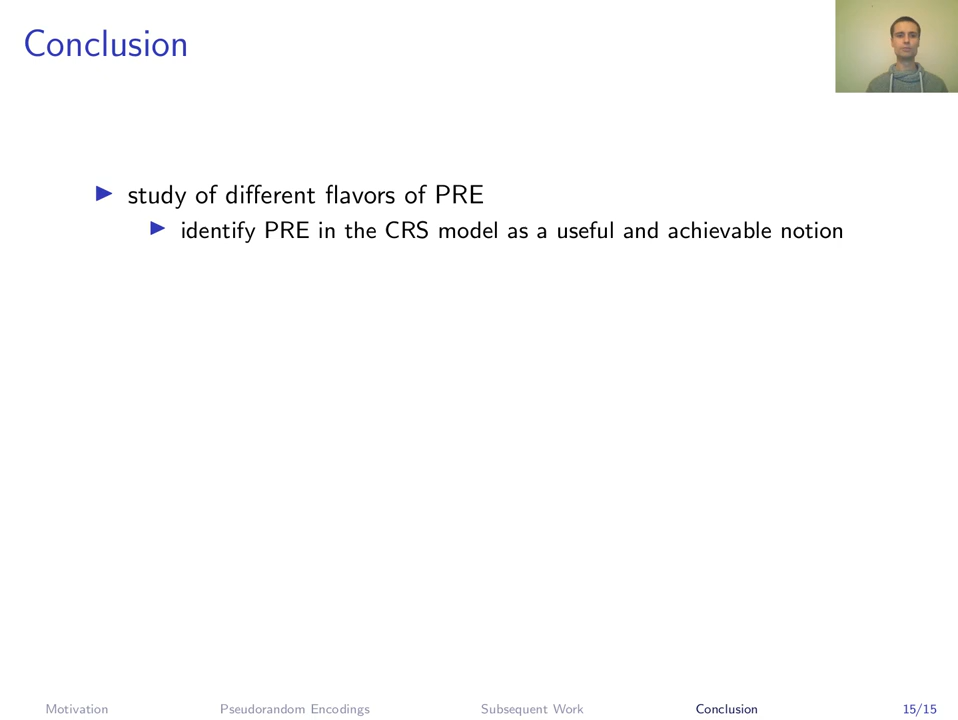 Conclusion
study of different flavors of PRE
identify PRE in the CRS model as a useful and achievable notion
Motivation Pseudorandom Encodings Subsequent Work Conclusion 15/15